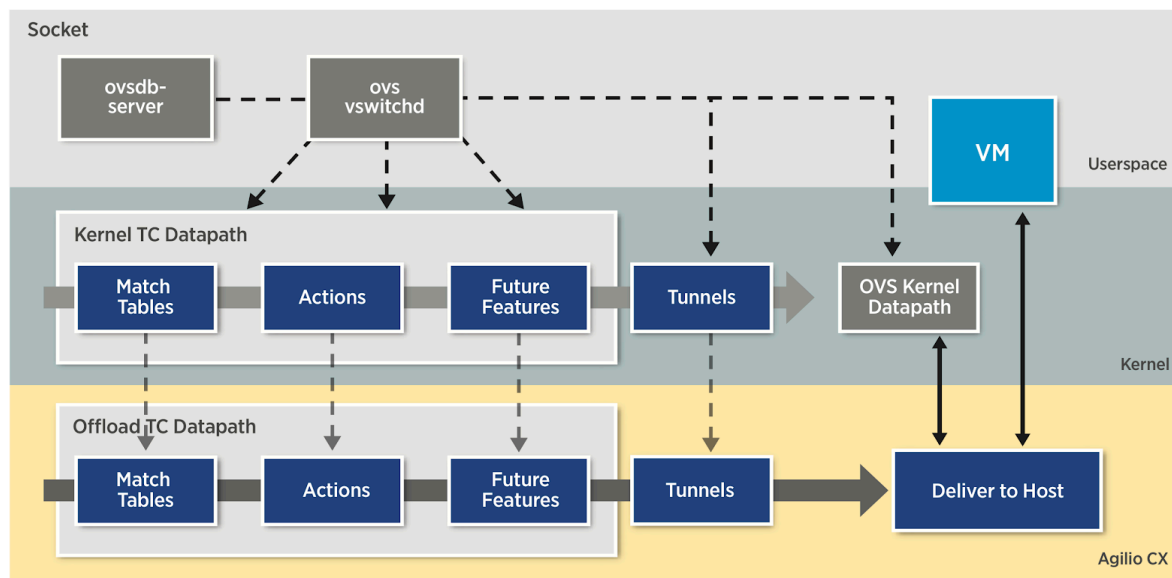 Socket
ovsdb-
server
ovs
vswitchd
VM
Userspace
Kernel TC Datapath
Match
Tables
Actions
Future
Features
Tunnels
OVS Kernel
Datapath
Kernel
Offload TC Datapath
Match
Tables
Actions
Future
Features
Tunnels
Deliver to Host
Agilio CX